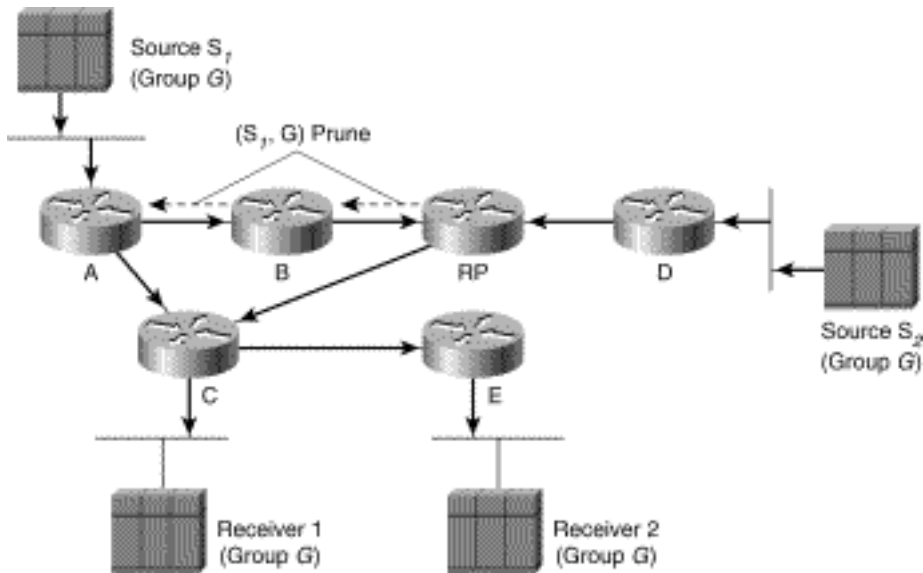 Source S1
(Group G)
(S1, G) Prune
A
B
RP
D
Source S2
(Group G)
C
E
Receiver 1
(Group G)
Receiver 2
(Group G)